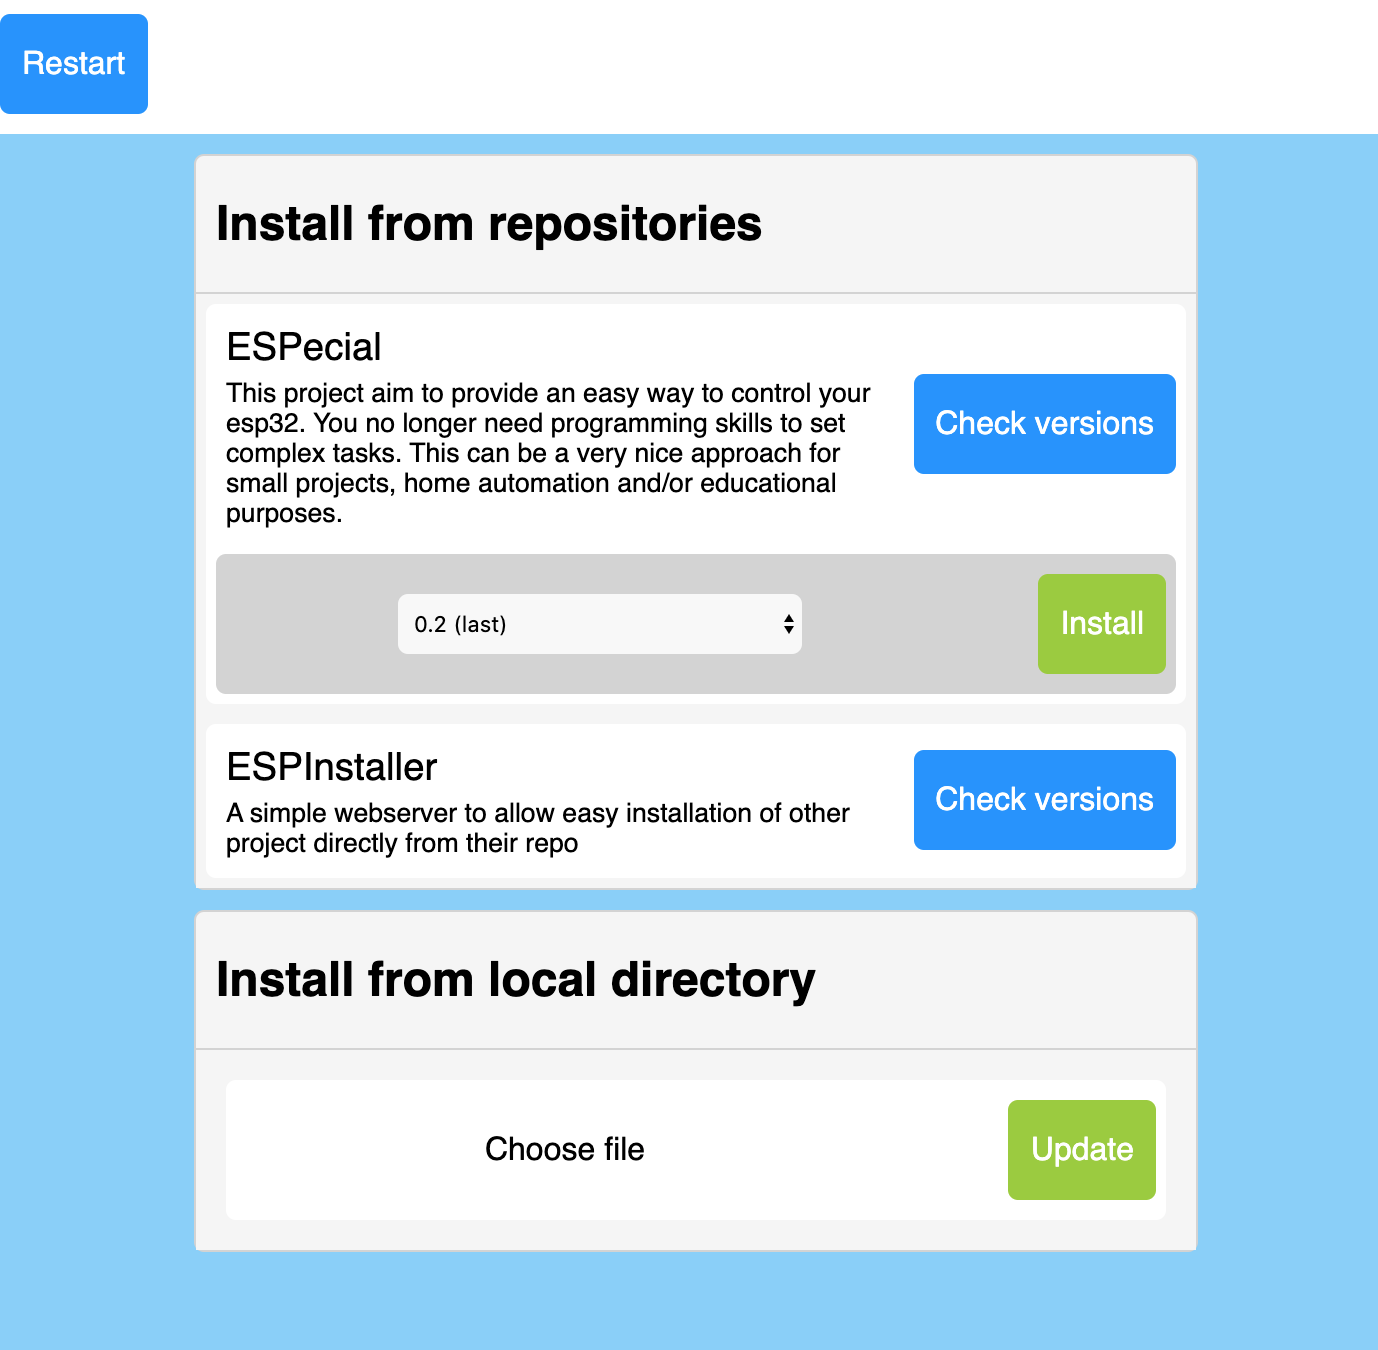 Restart
Install from repositories
ESPecial
This project aim to provide an easy way to control your
esp32. You no longer need programming skills to set
complex tasks. This can be a very nice approach for
small projects, home automation and/or educational
purposes.
Check versions
0.2 (last)
Install
ESPInstaller
A simple webserver to allow easy installation of other
project directly from their repo
Check versions
Install from local directory
Choose file
Update